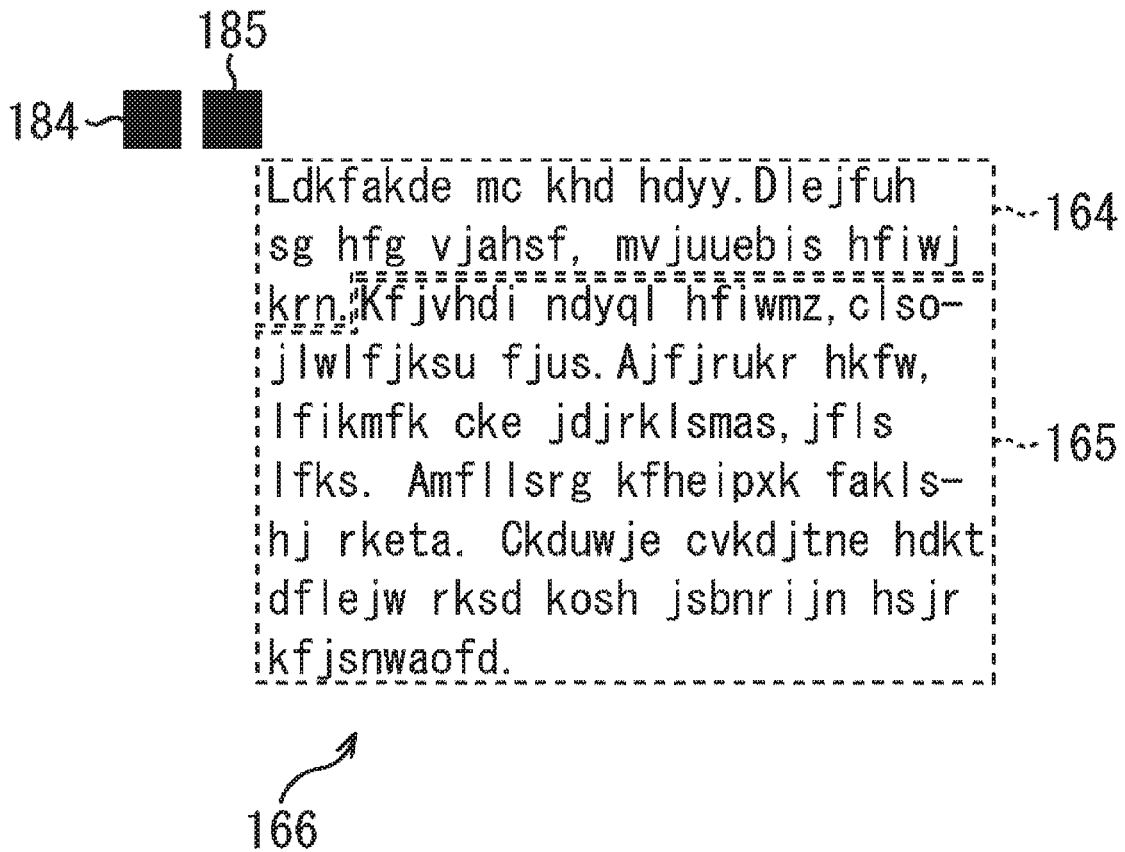 185
184
Ldkfakde mc khd hdyy. Dlejfuh
164
sg hfg vjahsf, mvjuuebis hfiwj
krn. Kfjvhdi ndyql hfiwmz, clso-
jlwlfjksu fjus. Ajfjrukr hkfw,
lfikmfk cke jdjrklsmas, jfls
165
lfks. Amfllsrg kfheipxk fakls-
hj rketa. Ckduwje cvkdjtne hdkt
dflejw rksd kosh jsbnrijn hsjr
kfjsnwaofd.
166